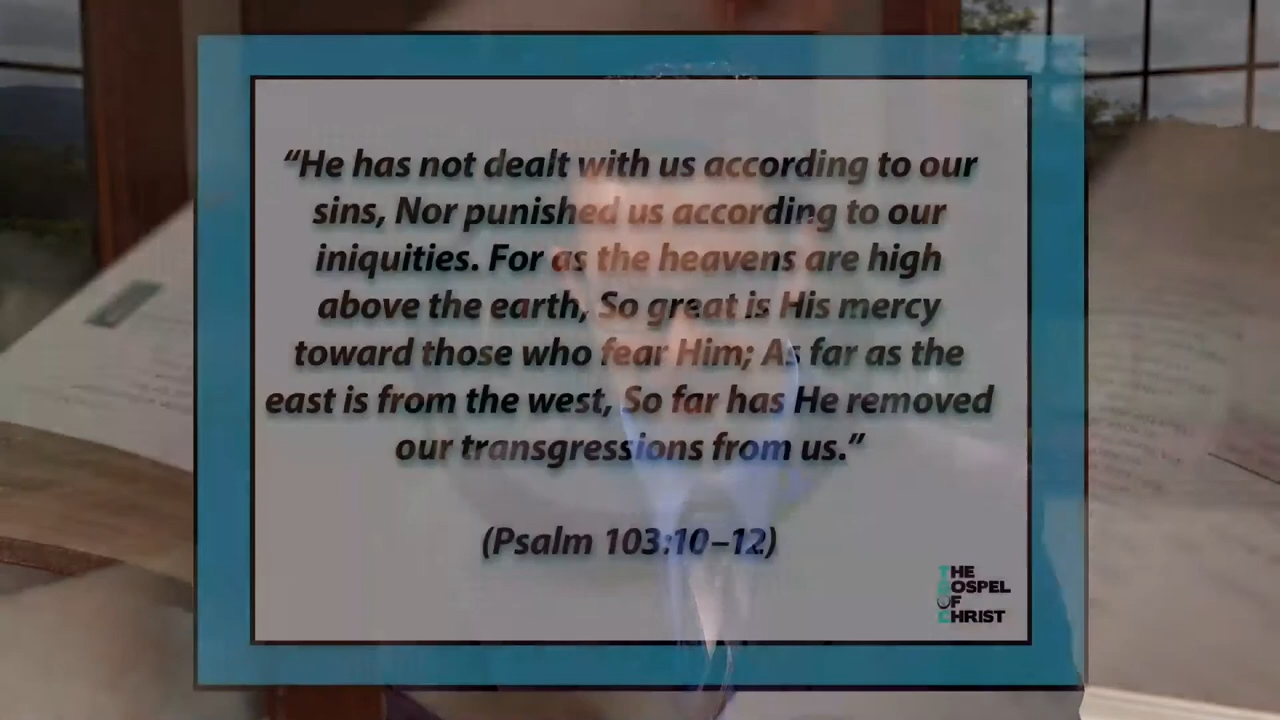 “He has not dealt with us according to our
sins, Nor punished us according to our
iniquities. For as the heavens are high
above the earth, So great is His mercy
toward those who fear Him; As far as the
east is from the west, So far has He removed
our transgressions from us.”
(Psalm 103:10–12)
THE
GOSPEL
OF
CHRIST